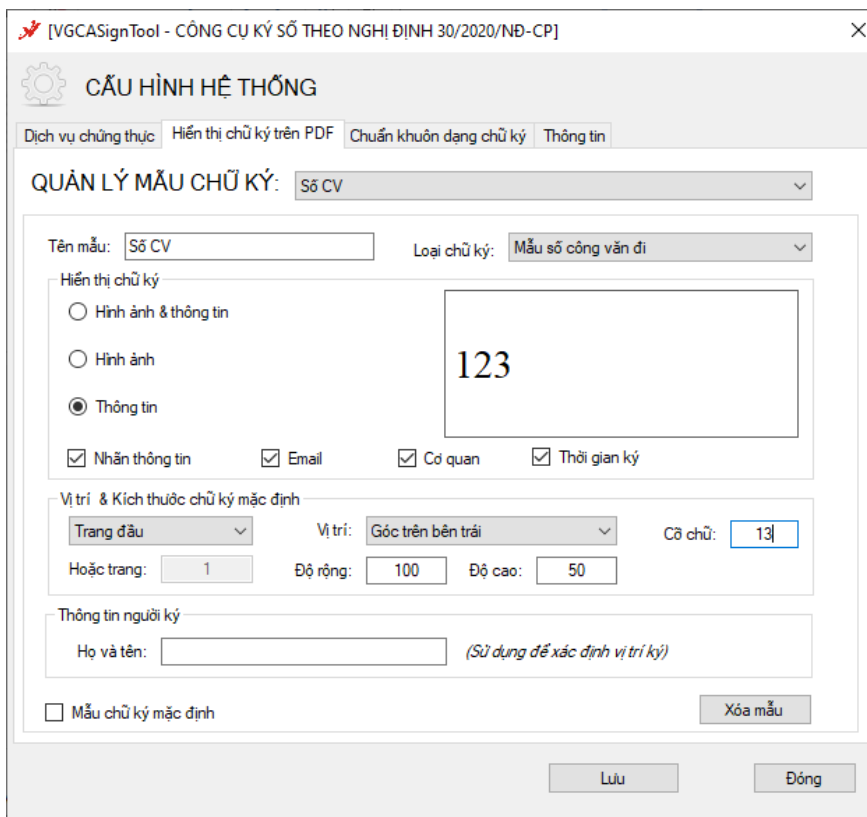 [VGCASignTool - CÔNG CỤ KÝ SỐ THEO NGHỊ ĐỊNH 30/2020/NĐ-CP]
CẤU HÌNH HỆ THỐNG
Dịch vụ chứng thực Hiển thị chữ ký trên PDF Chuẩn khuôn dạng chữ ký Thông tin
QUẢN LÝ MẪU CHỮ KÝ: Số CV
Tên mẫu: Số CV Loại chữ ký: Mẫu số công văn đi
Hiển thị chữ ký
Hình ảnh & thông tin
Hình ảnh
123
Thông tin
Nhãn thông tin Email Cơ quan Thời gian ký
Vị trí & Kích thước chữ ký mặc định
Trang đầu Vị trí: Góc trên bên trái Cỡ chữ: 13
Hoặc trang: 1 Độ rộng: 100 Độ cao: 50
Thông tin người ký
Họ và tên: (Sử dụng để xác định vị trí ký)
Mẫu chữ ký mặc định Xóa mẫu
Lưu Đóng